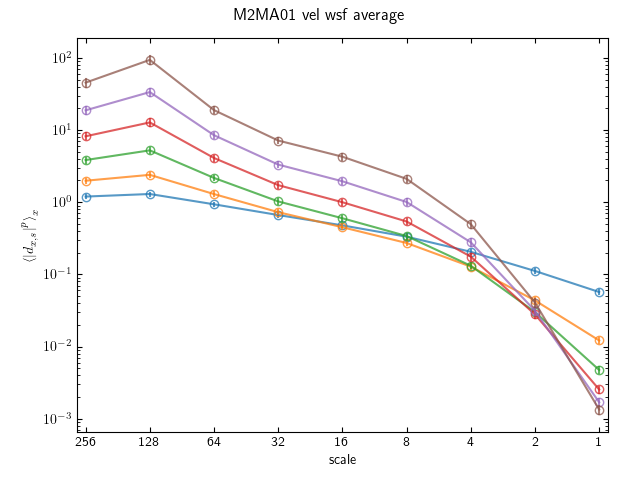 M2MA01 vel wsf average
10²
10¹
10⁰
10⁻¹
10⁻²
10⁻³
⟨|d_{x,s}|^p⟩_x
256 128 64 32 16 8 4 2 1
scale